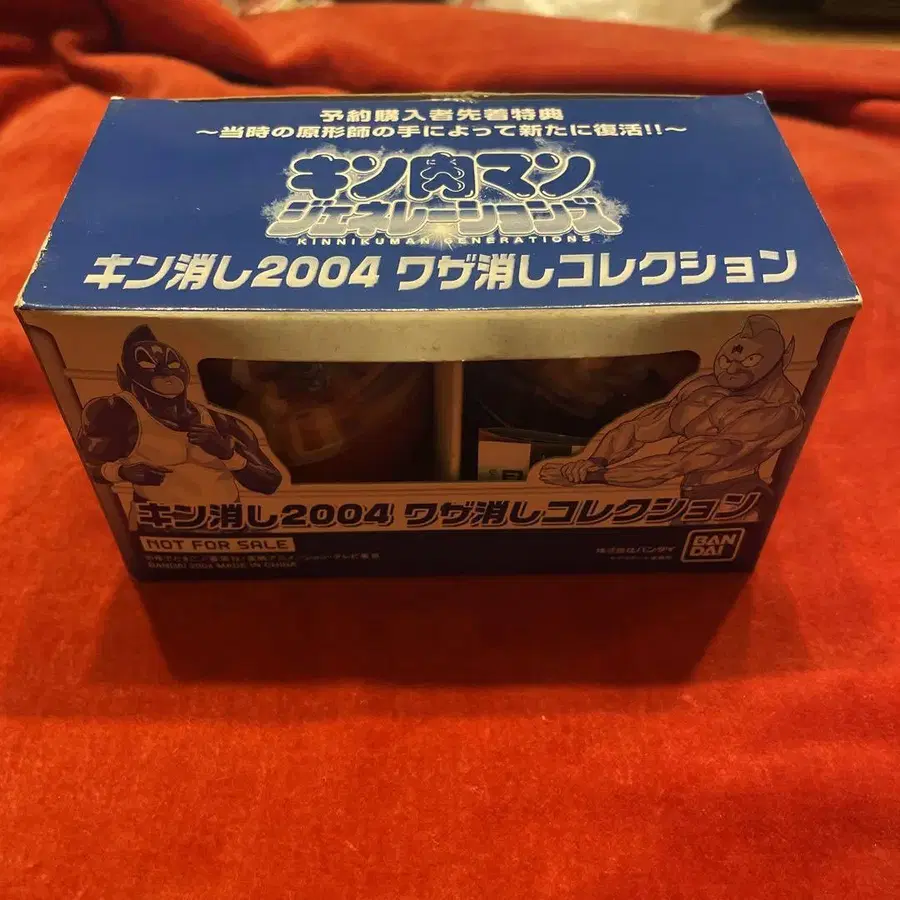 予約購入者先着特典
〜当時の原形師の手によって新たに復活!!〜
キン肉マン
ジェネレーションズ
KINNIKUMAN GENERATIONS
キン消し2004 ワザ消しコレクション
キン消し2004 ワザ消しコレクション
NOT FOR SALE
BANDAI 2004 MADE IN CHINA
株式会社バンダイ
BAN
DAI